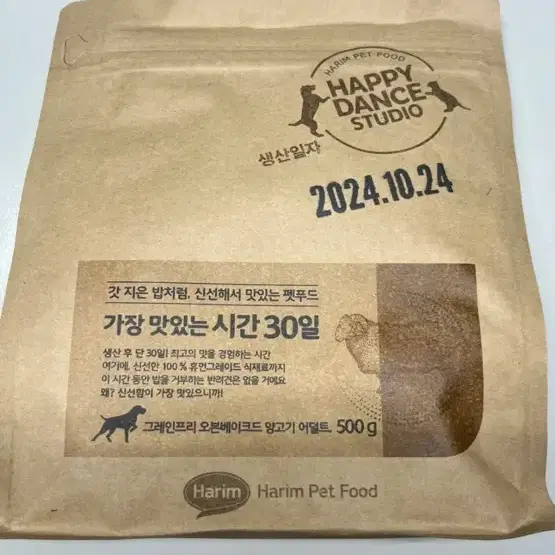 HARIM PET FOOD
HAPPY
DANCE
STUDIO
생산일자
2024.10.24
갓 지은 밥처럼, 신선해서 맛있는 펫푸드
가장 맛있는 시간 30일
생산 후 단 30일! 최고의 맛을 경험하는 시간
여기에, 신선한 100% 휴먼그레이드 식재료까지
이 시간 동안 밥을 거부하는 반려견은 없을 거예요
왜? 신선함이 가장 맛있으니까!
그레인프리 오븐베이크드 양고기 어덜트, 500 g
Harim Harim Pet Food